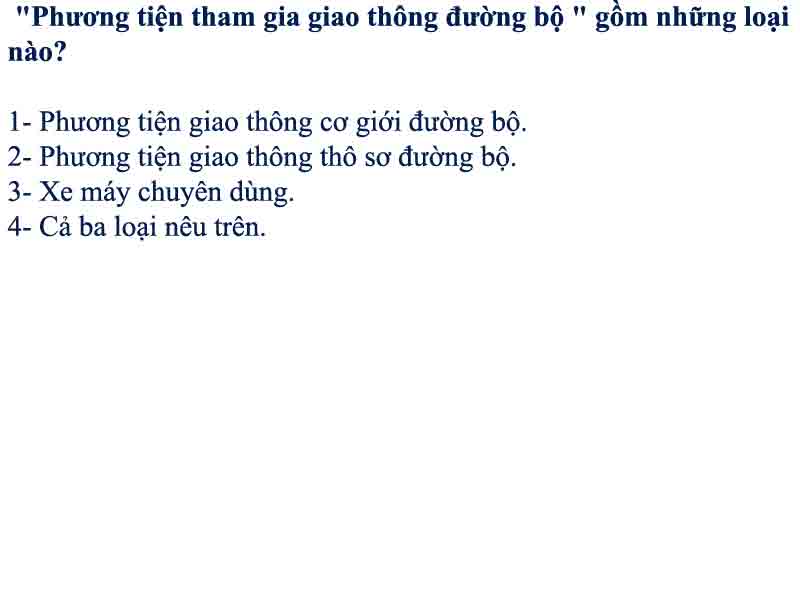 "Phương tiện tham gia giao thông đường bộ " gồm những loại
nào?
1- Phương tiện giao thông cơ giới đường bộ.
2- Phương tiện giao thông thô sơ đường bộ.
3- Xe máy chuyên dùng.
4- Cả ba loại nêu trên.